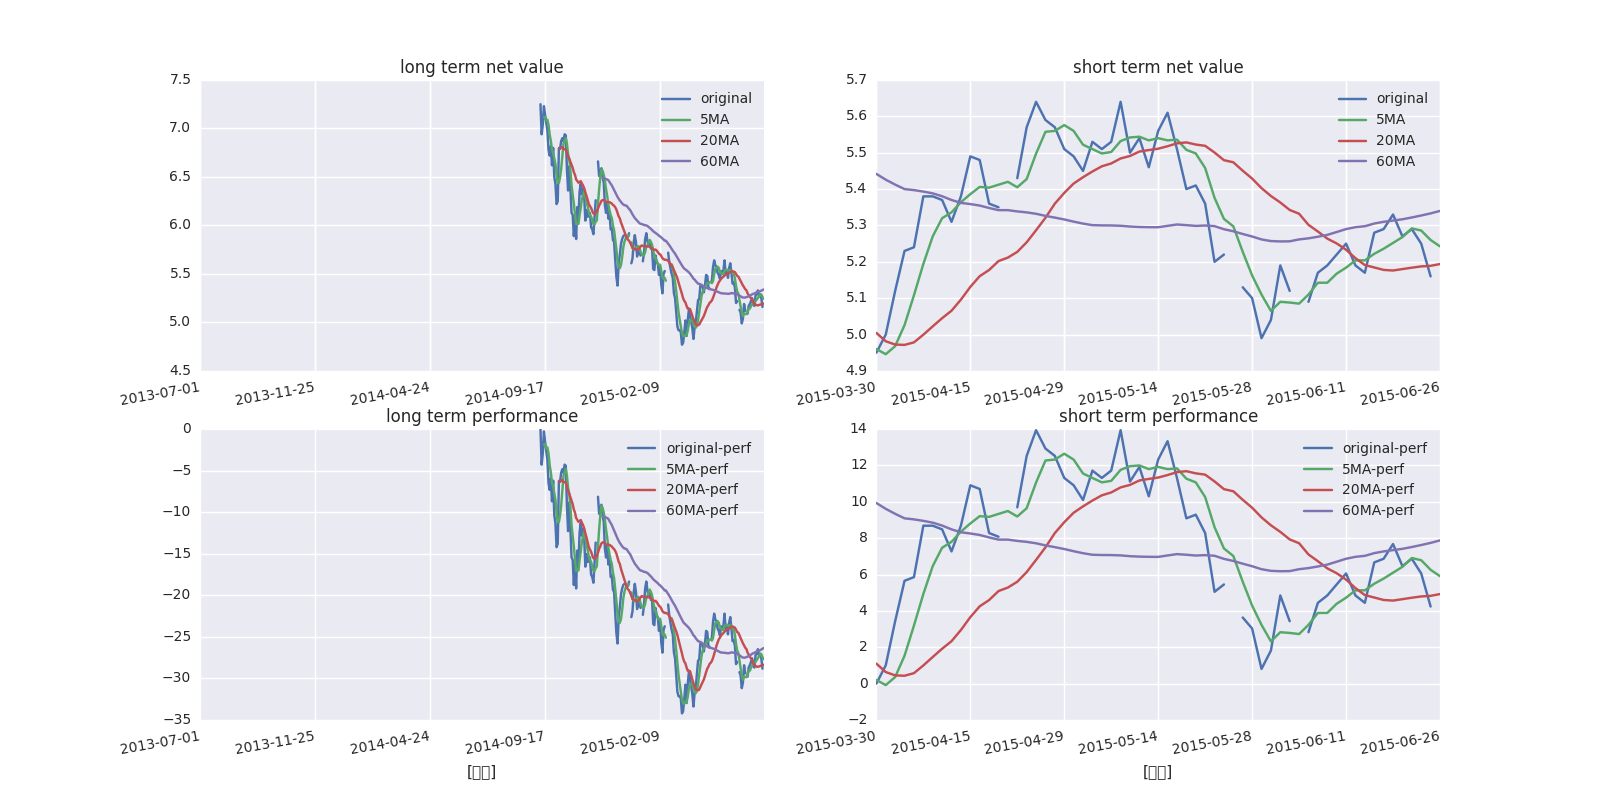 long term net value
7.5
7.0
6.5
6.0
5.5
5.0
4.5
original
5MA
20MA
60MA
2013-07-01 2013-11-25 2014-04-24 2014-09-17 2015-02-09
short term net value
5.7
5.6
5.5
5.4
5.3
5.2
5.1
5.0
4.9
original
5MA
20MA
60MA
2015-03-30 2015-04-15 2015-04-29 2015-05-14 2015-05-28 2015-06-11 2015-06-26
long term performance
0
−5
−10
−15
−20
−25
−30
−35
original-perf
5MA-perf
20MA-perf
60MA-perf
2013-07-01 2013-11-25 2014-04-24 2014-09-17 2015-02-09
short term performance
14
12
10
8
6
4
2
0
−2
original-perf
5MA-perf
20MA-perf
60MA-perf
2015-03-30 2015-04-15 2015-04-29 2015-05-14 2015-05-28 2015-06-11 2015-06-26